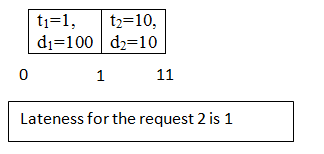 t₁=1, t₂=10,
d₁=100 d₂=10
0 1 11
Lateness for the request 2 is 1